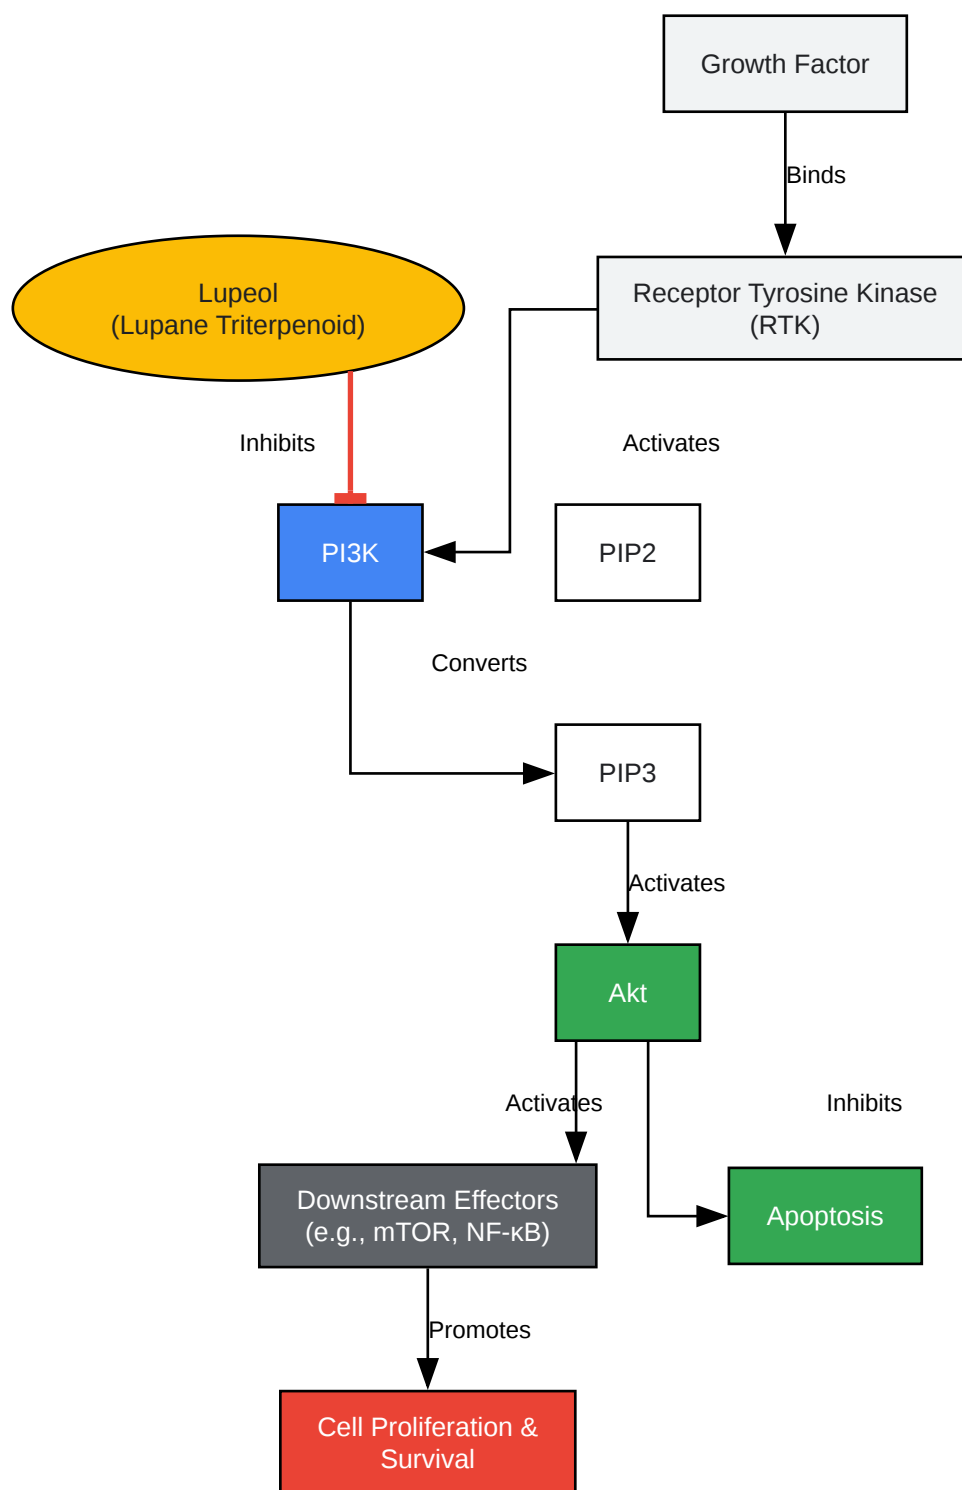 Growth Factor
Binds
Lupeol
(Lupane Triterpenoid)
Receptor Tyrosine Kinase
(RTK)
Inhibits
Activates
PI3K
PIP2
Converts
PIP3
Activates
Akt
Activates
Inhibits
Downstream Effectors
(e.g., mTOR, NF-κB)
Apoptosis
Promotes
Cell Proliferation &
Survival